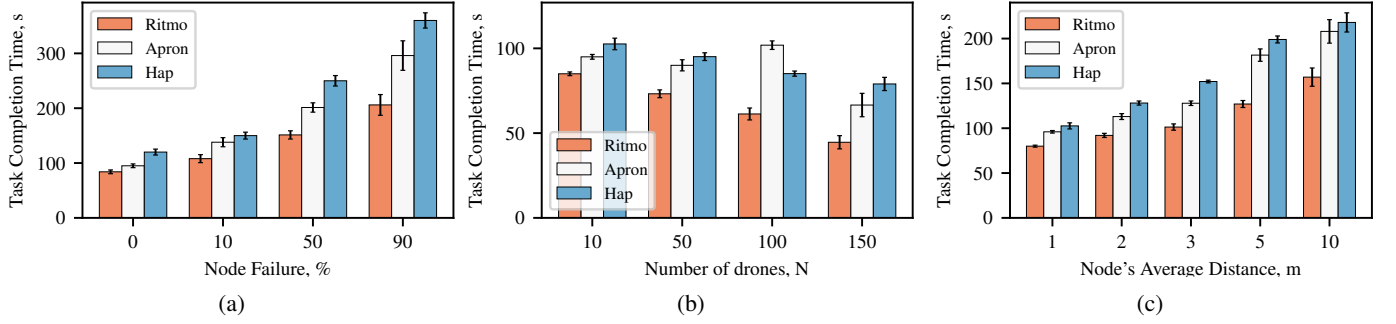 Task Completion Time, s
300
200
100
0
Ritmo
Apron
Hap
0 10 50 90
Node Failure, %
(a)
Task Completion Time, s
100
50
0
Ritmo
Apron
Hap
10 50 100 150
Number of drones, N
(b)
Task Completion Time, s
200
150
100
50
0
Ritmo
Apron
Hap
1 2 3 5 10
Node's Average Distance, m
(c)